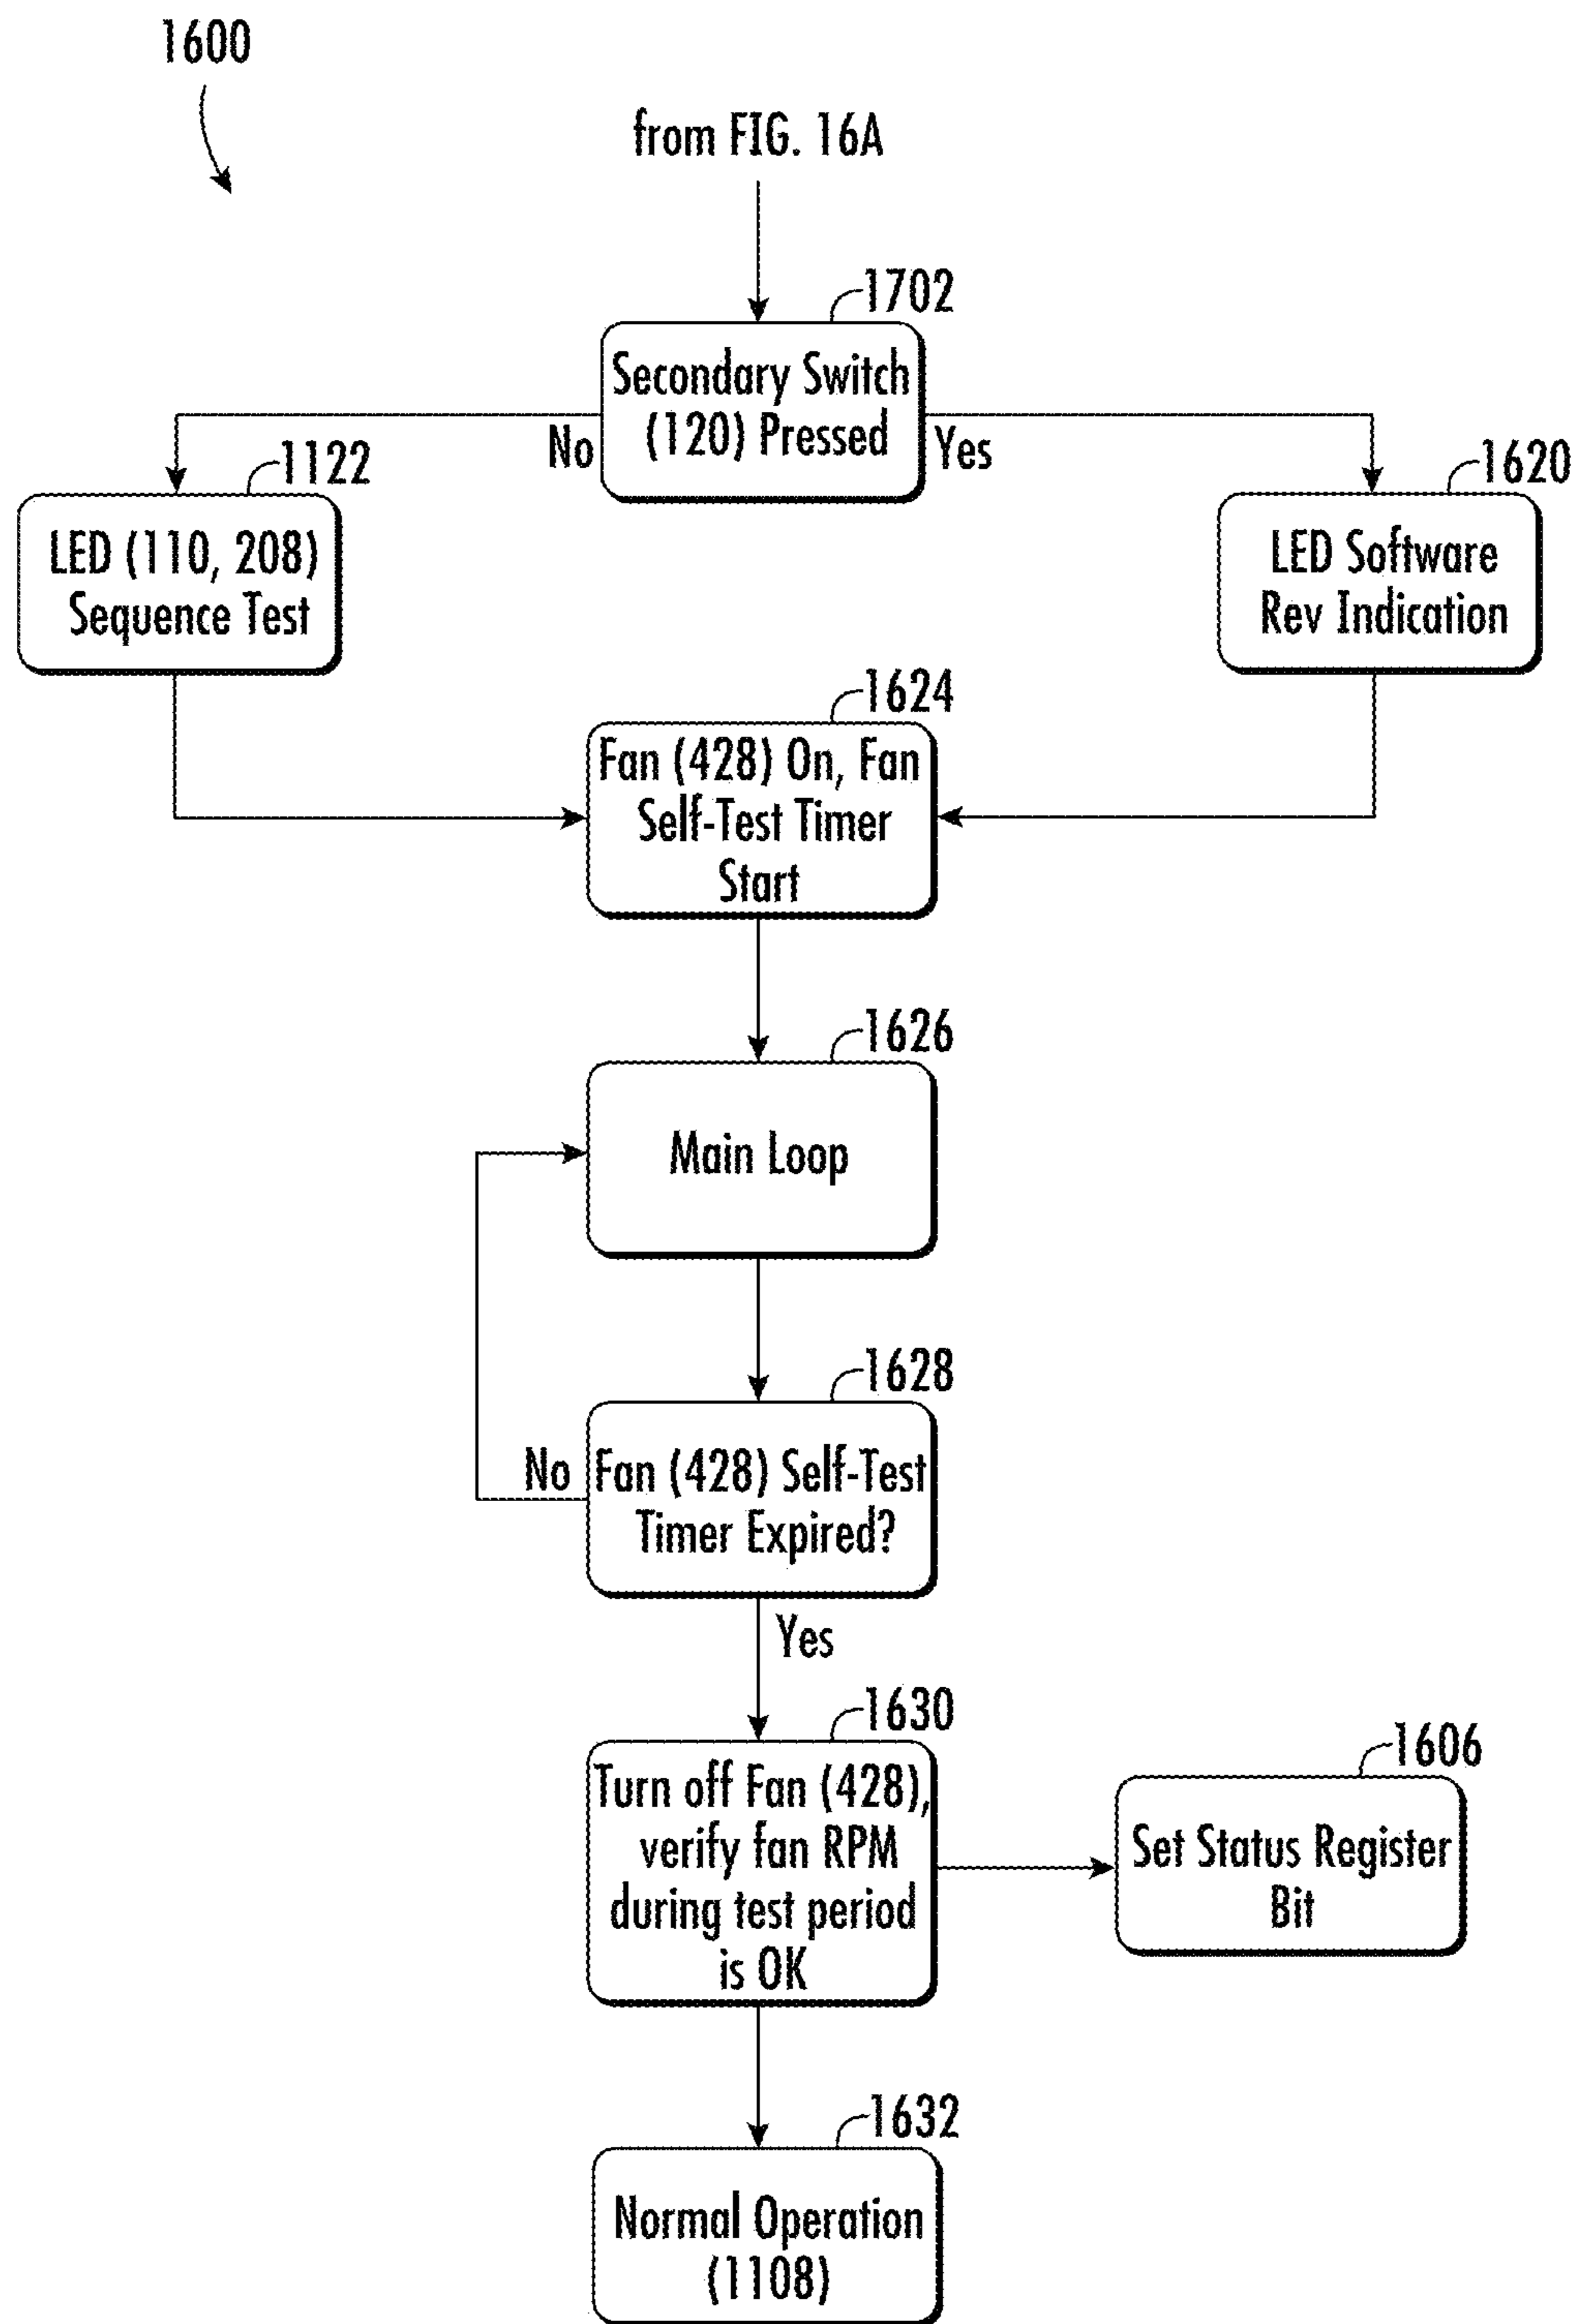 1600
from FIG. 16A
1702
Secondary Switch
(120) Pressed
No
Yes
1122
LED (110, 208)
Sequence Test
1620
LED Software
Rev Indication
1624
Fan (428) On, Fan
Self-Test Timer
Start
1626
Main Loop
1628
No
Fan (428) Self-Test
Timer Expired?
Yes
1630
Turn off Fan (428),
verify fan RPM
during test period
is OK
1606
Set Status Register
Bit
1632
Normal Operation
(1108)